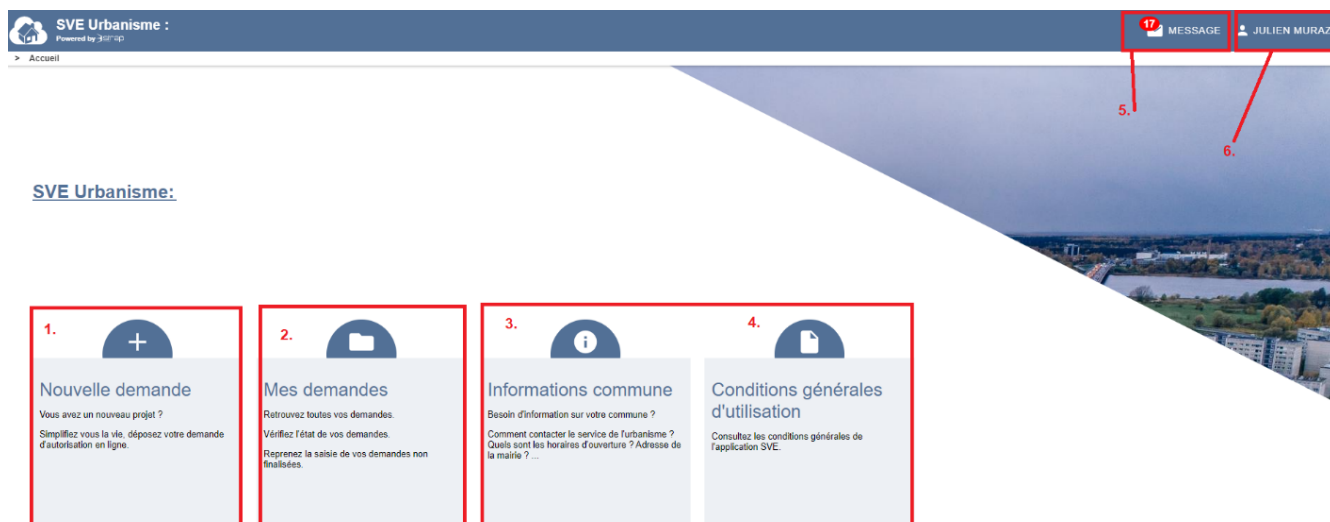 SVE Urbanisme :
Powered by sirap
17
MESSAGE
JULIEN MURAZ
> Accueil
5.
6.
SVE Urbanisme:
1.
2.
3.
4.
Nouvelle demande
Vous avez un nouveau projet ?
Simplifiez vous la vie, déposez votre demande
d'autorisation en ligne.
Mes demandes
Retrouvez toutes vos demandes.
Vérifiez l'état de vos demandes.
Reprenez la saisie de vos demandes non
finalisées.
Informations commune
Besoin d'information sur votre commune ?
Comment contacter le service de l'urbanisme ?
Quels sont les horaires d'ouverture ? Adresse de
la mairie ? ...
Conditions générales
d'utilisation
Consultez les conditions générales de
l'application SVE.